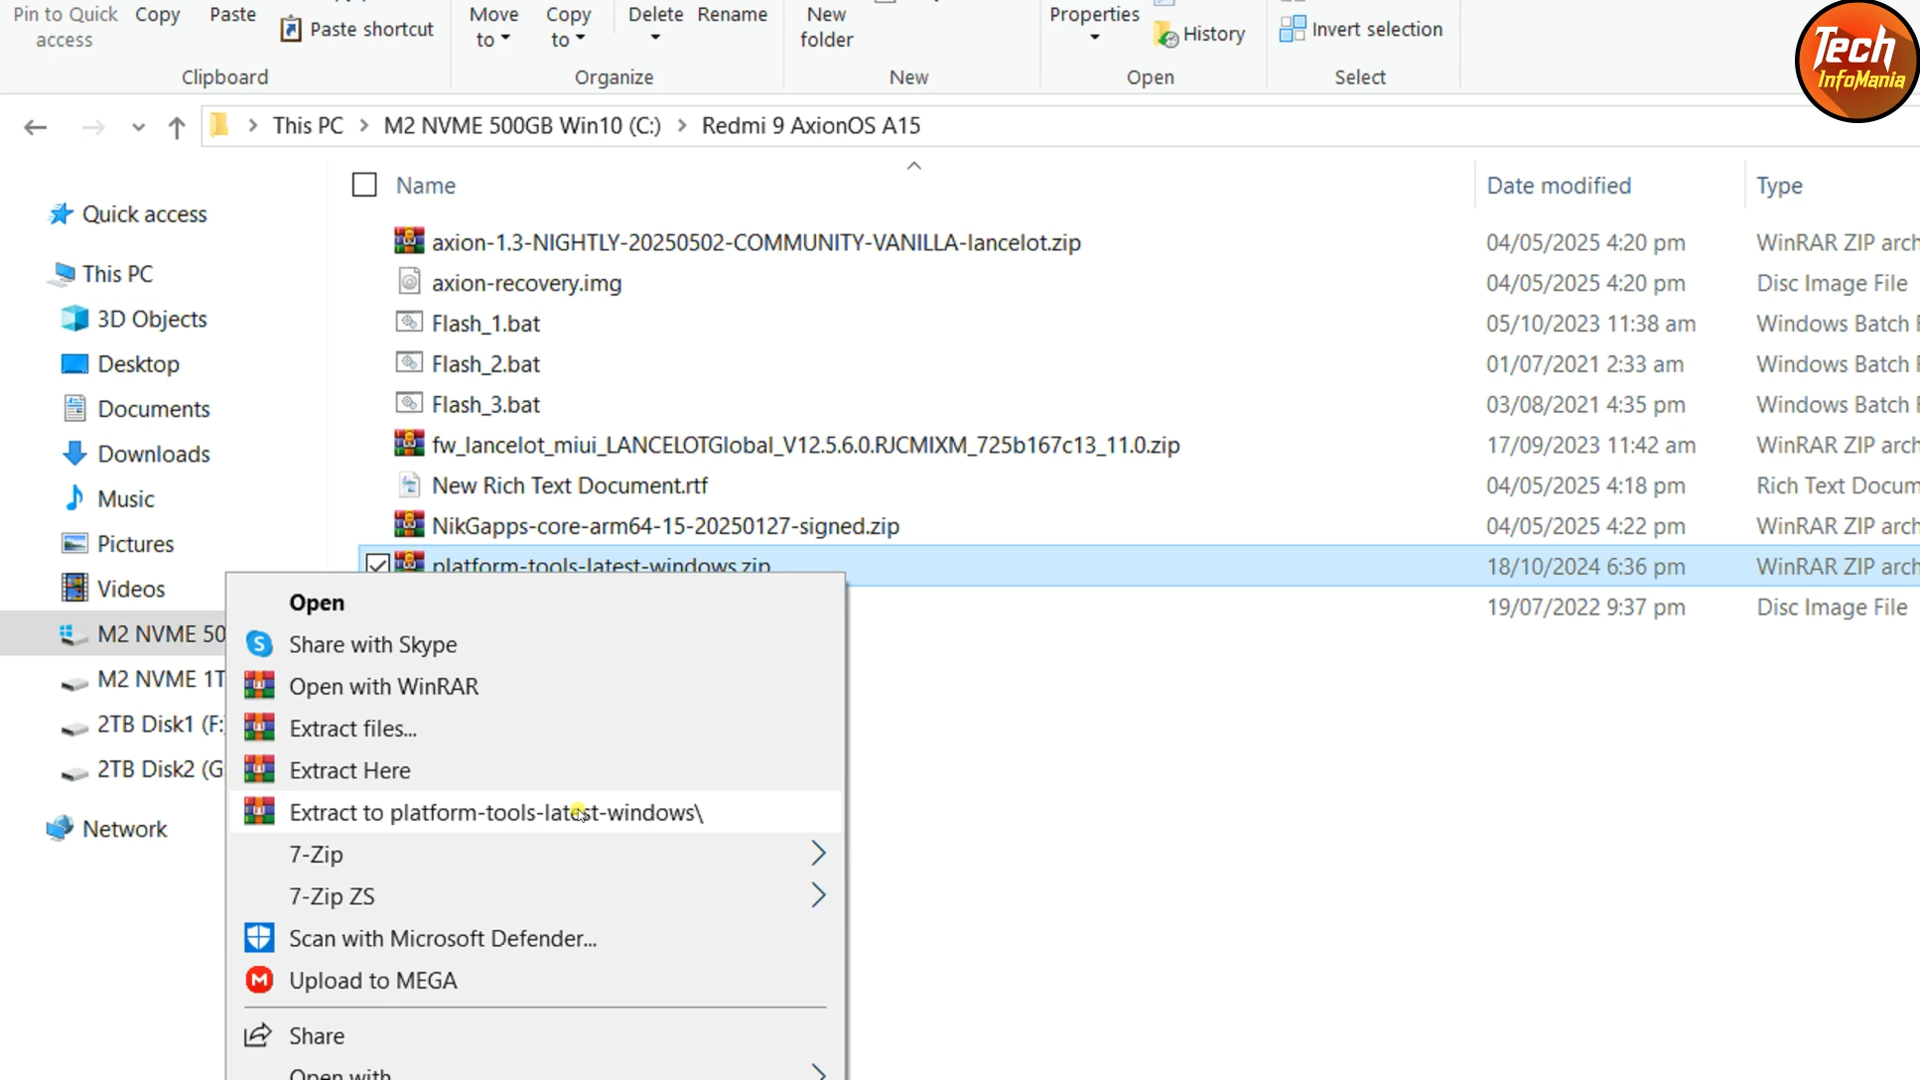 Pin to Quick access
Copy
Paste
Paste shortcut
Move to
Copy to
Delete
Rename
New folder
Properties
History
Invert selection
Clipboard
Organize
New
Open
Select
Tech InfoMania
This PC
M2 NVME 500GB Win10 (C:)
Redmi 9 AxionOS A15
Name
Date modified
Type
Quick access
This PC
3D Objects
Desktop
Documents
Downloads
Music
Pictures
Videos
M2 NVME 50
M2 NVME 1T
2TB Disk1 (F:
2TB Disk2 (G
Network
axion-1.3-NIGHTLY-20250502-COMMUNITY-VANILLA-lancelot.zip 04/05/2025 4:20 pm WinRAR ZIP arch
axion-recovery.img 04/05/2025 4:20 pm Disc Image File
Flash_1.bat 05/10/2023 11:38 am Windows Batch F
Flash_2.bat 01/07/2021 2:33 am Windows Batch F
Flash_3.bat 03/08/2021 4:35 pm Windows Batch F
fw_lancelot_miui_LANCELOTGlobal_V12.5.6.0.RJCMIXM_725b167c13_11.0.zip 17/09/2023 11:42 am WinRAR ZIP arch
New Rich Text Document.rtf 04/05/2025 4:18 pm Rich Text Docum
NikGapps-core-arm64-15-20250127-signed.zip 04/05/2025 4:22 pm WinRAR ZIP arch
platform-tools-latest-windows.zip 18/10/2024 6:36 pm WinRAR ZIP arch
19/07/2022 9:37 pm Disc Image File
Open
Share with Skype
Open with WinRAR
Extract files...
Extract Here
Extract to platform-tools-latest-windows\
7-Zip
7-Zip ZS
Scan with Microsoft Defender...
Upload to MEGA
Share
Open with